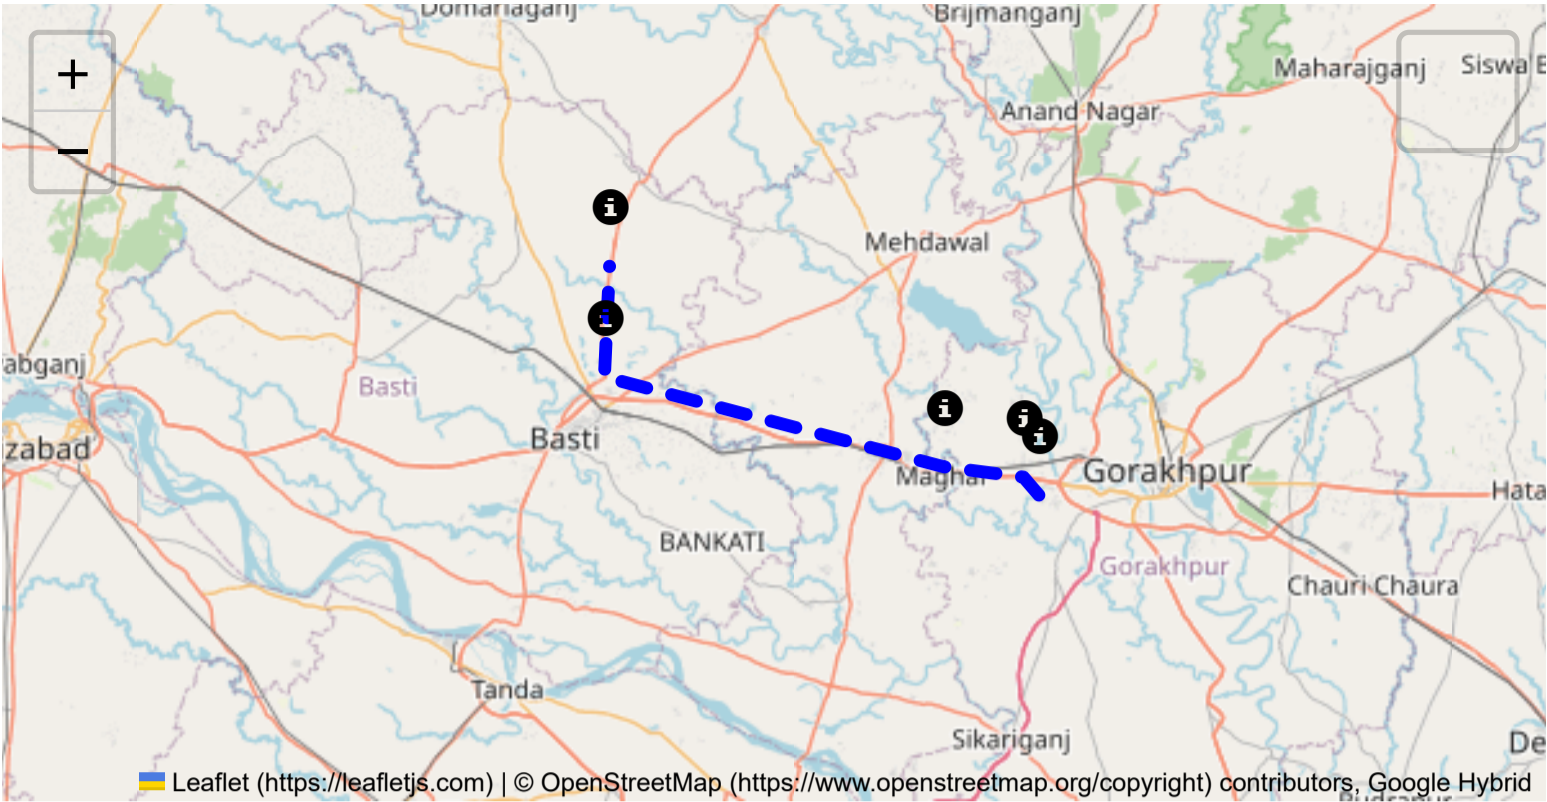 Domariaganj
Brijmanganj
+
Maharajganj
Siswa B
Anand Nagar
−
Mehdawal
abganj
Basti
zabad
Basti
Gorakhpur
Maghar
Hata
BANKATI
Gorakhpur
Chauri Chaura
Tanda
Sikariganj
De
Leaflet (https://leafletjs.com) | © OpenStreetMap (https://www.openstreetmap.org/copyright) contributors, Google Hybrid